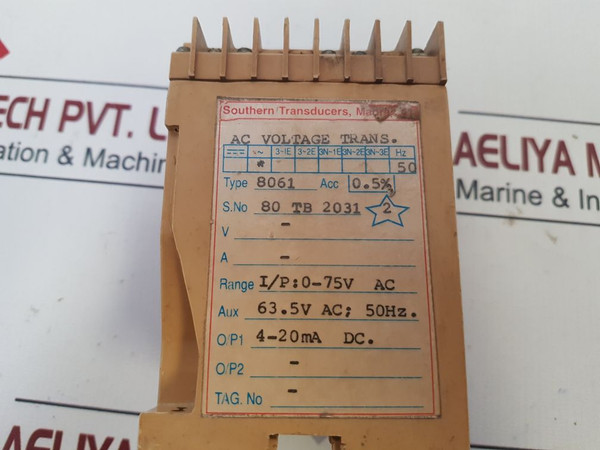 Southern Transducers,
AC VOLTAGE TRANS.
~ 3~1E 3~2E 3N~1E 3N~2E 3N~3E Hz
* 50
Type 8061 Acc 0.5%
S.No 80 TB 2031 2
V -
A -
Range I/P:0-75V AC
Aux 63.5V AC; 50Hz.
O/P1 4-20mA DC.
O/P2 -
TAG. No -
ECH PVT. L
ation & Machin
AELIYA M
Marine & In
AELIYA